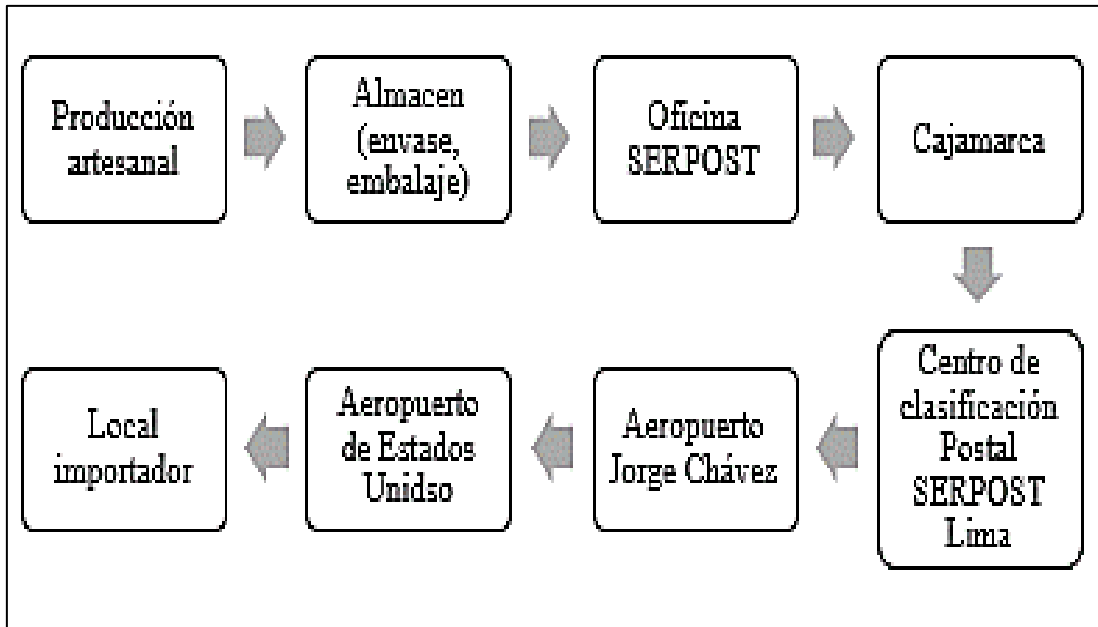 Producción
artesanal
Almacen
(envase,
embalaje)
Oficina
SERPOST
Cajamarca
Centro de
clasificación
Postal
SERPOST
Lima
Aeropuerto
Jorge Chávez
Aeropuerto
de Estados
Unidso
Local
importador